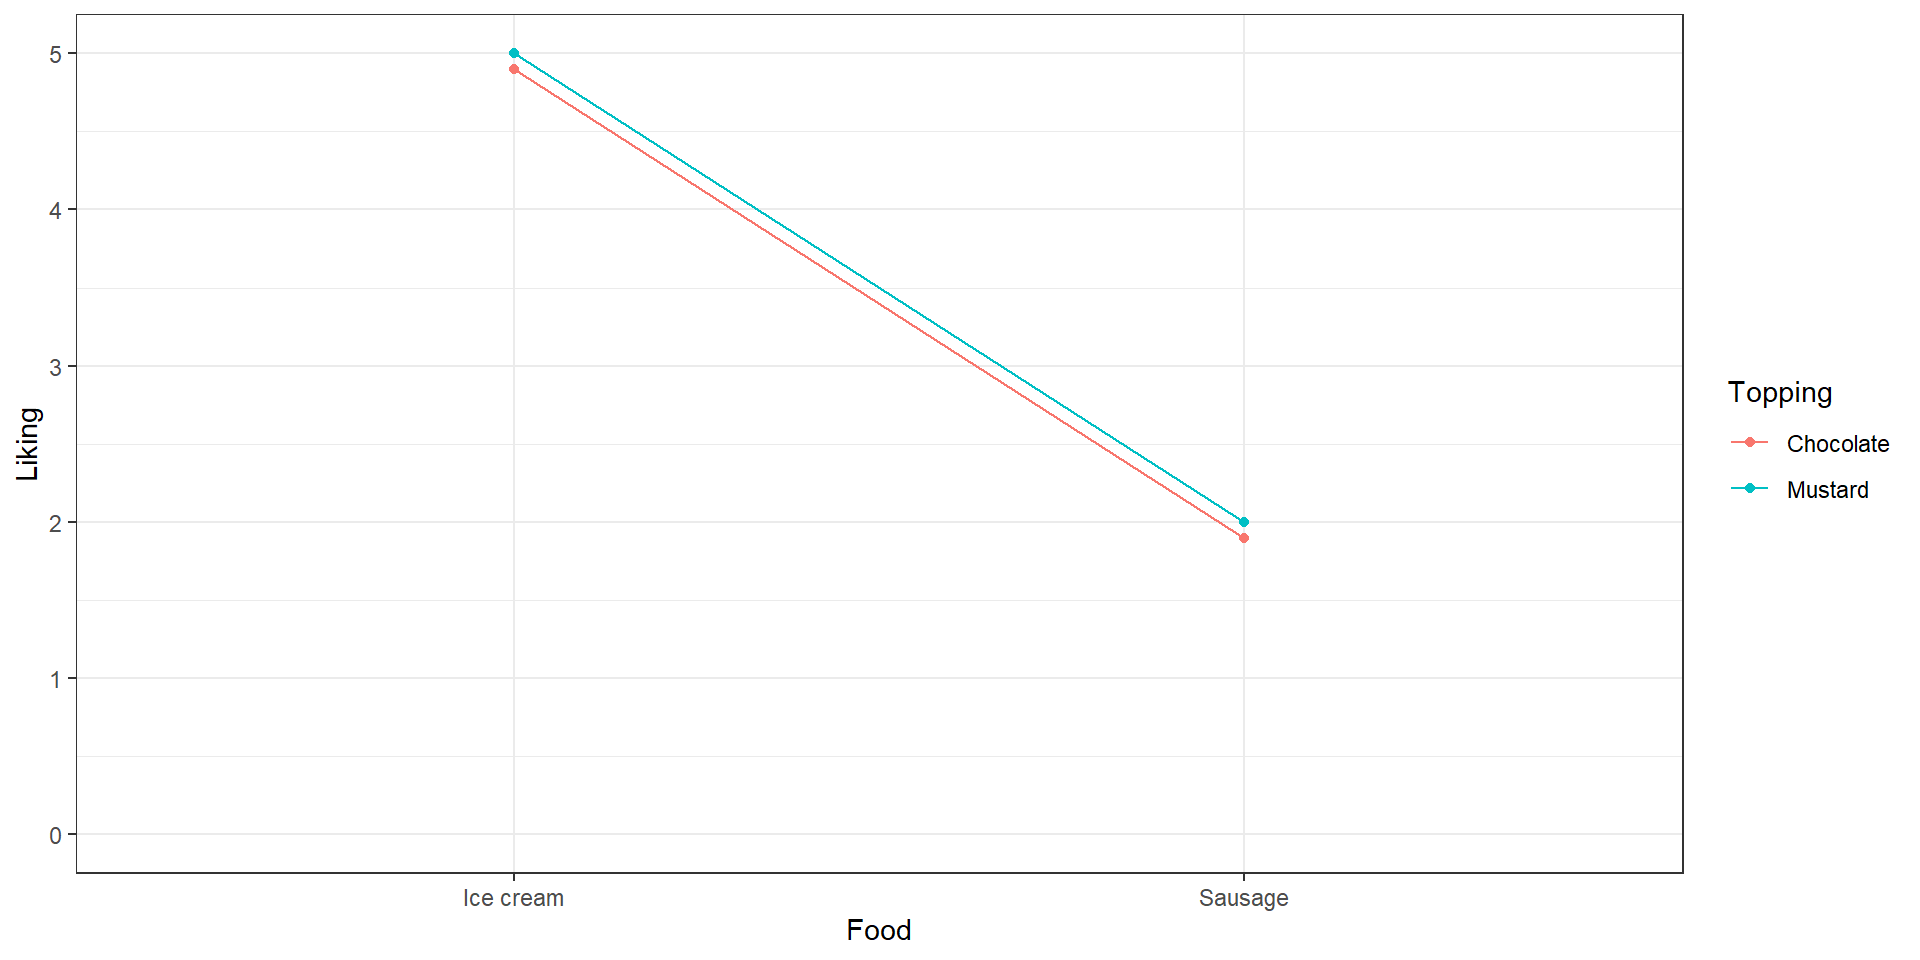 5
4
3
2
1
0
Liking
Ice cream
Sausage
Food
Topping
Chocolate
Mustard